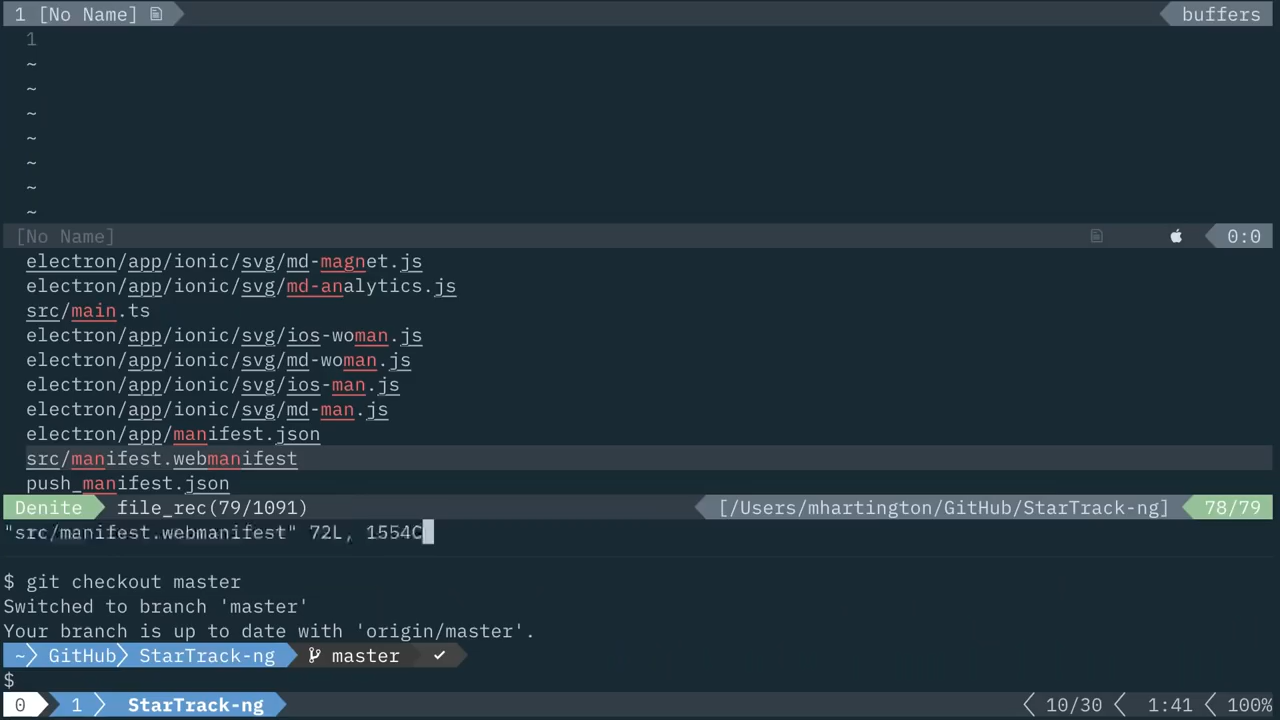 1 [No Name] buffers
1
~
~
~
~
~
~
~
[No Name] 0:0
electron/app/ionic/svg/md-magnet.js
electron/app/ionic/svg/md-analytics.js
src/main.ts
electron/app/ionic/svg/ios-woman.js
electron/app/ionic/svg/md-woman.js
electron/app/ionic/svg/ios-man.js
electron/app/ionic/svg/md-man.js
electron/app/manifest.json
src/manifest.webmanifest
push_manifest.json
Denite file_rec(79/1091) [/Users/mhartington/GitHub/StarTrack-ng] 78/79
"src/manifest.webmanifest" 72L, 1554C
$ git checkout master
Switched to branch 'master'
Your branch is up to date with 'origin/master'.
~ GitHub StarTrack-ng master ✓
$
0 1 StarTrack-ng 10/30 1:41 100%